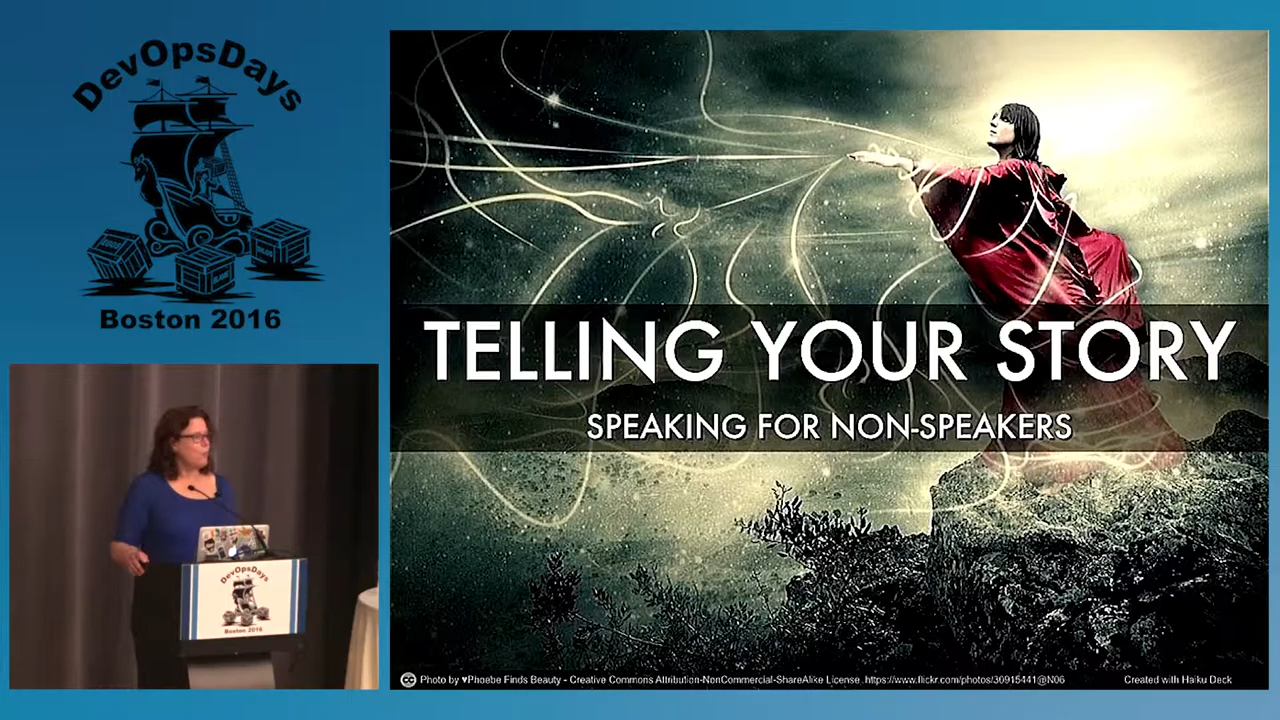 DevOpsDays
Boston 2016
TELLING YOUR STORY
SPEAKING FOR NON-SPEAKERS
Photo by ♥Phoebe Finds Beauty - Creative Commons Attribution-NonCommercial-ShareAlike License https://www.flickr.com/photos/30915441@N06
Created with Haiku Deck
DevOpsDays
Boston 2016